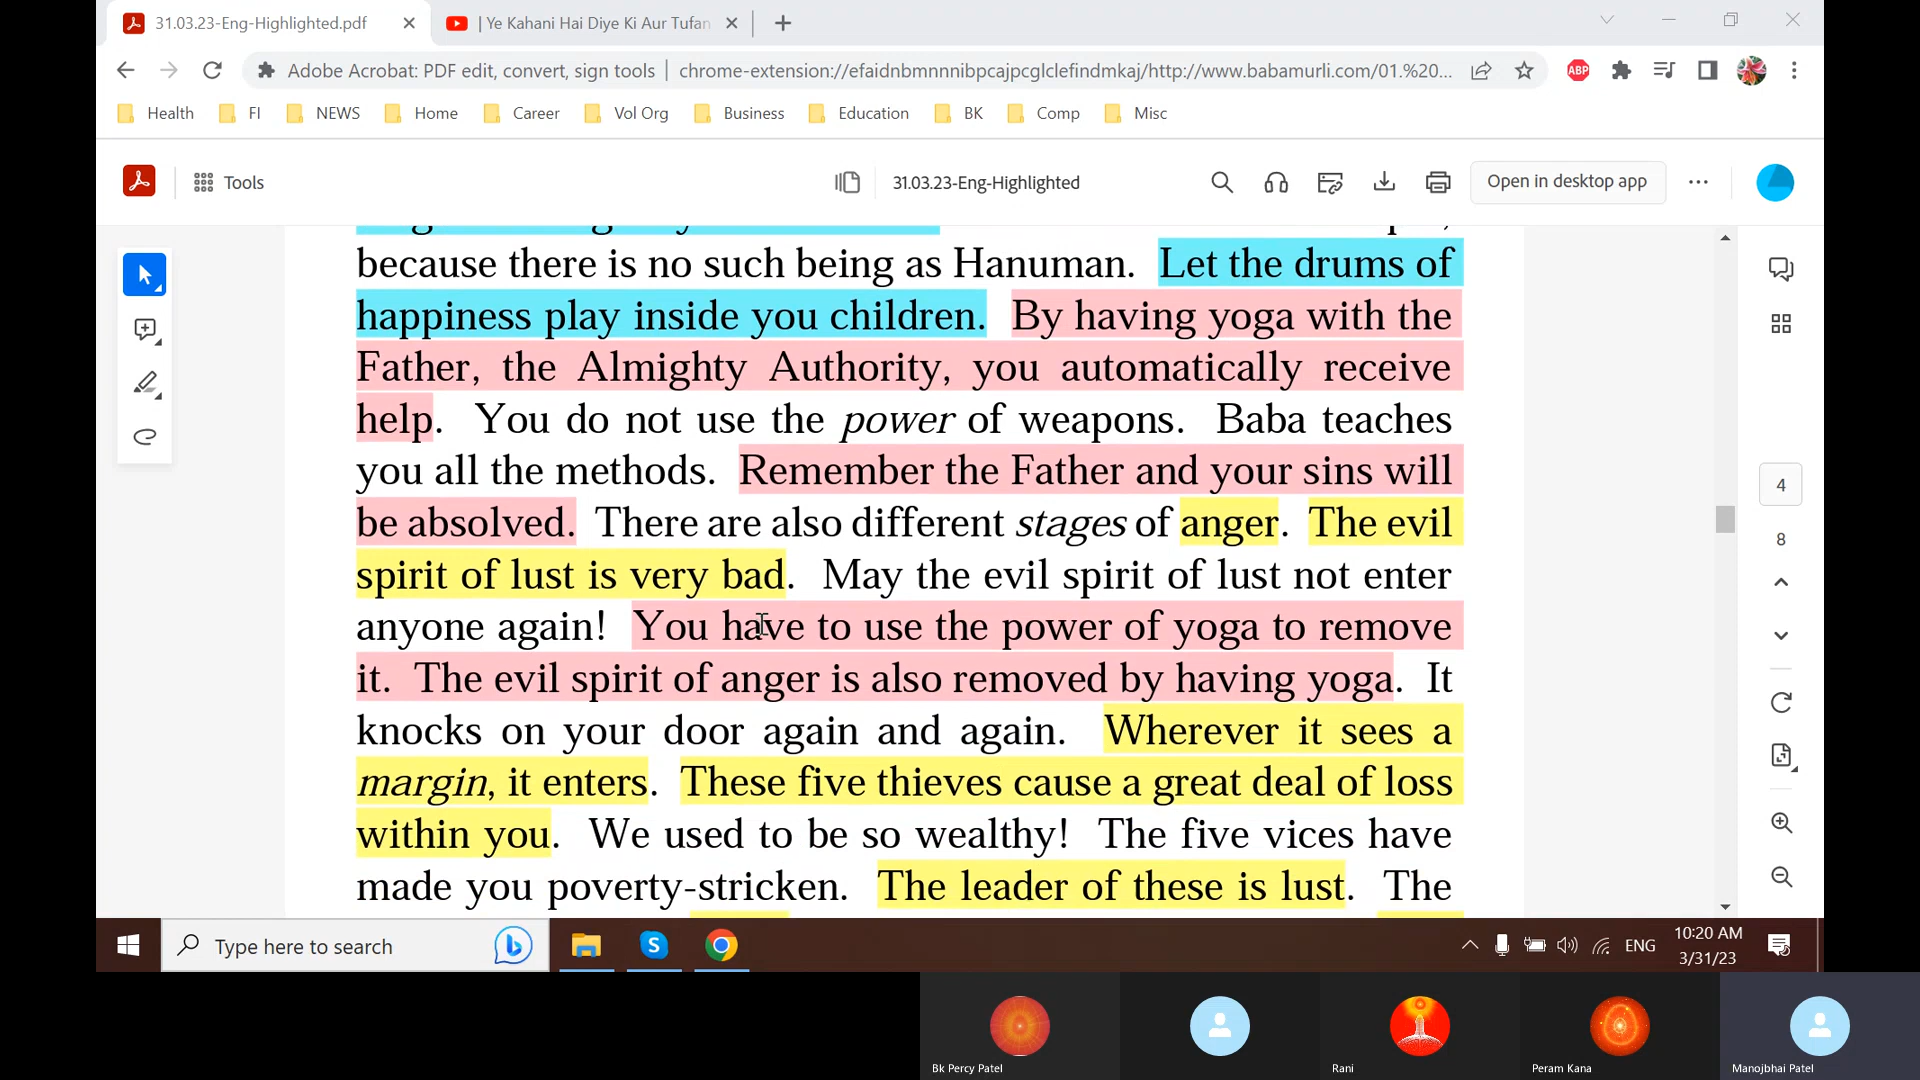 31.03.23-Eng-Highlighted.pdf
| Ye Kahani Hai Diye Ki Aur Tufan
Adobe Acrobat: PDF edit, convert, sign tools | chrome-extension://efaidnbmnnnibpcajpcglclefindmkaj/http://www.babamurli.com/01.%20...
ABP
Health FI NEWS Home Career Vol Org Business Education BK Comp Misc
Tools
31.03.23-Eng-Highlighted
Open in desktop app
because there is no such being as Hanuman. Let the drums of
happiness play inside you children. By having yoga with the
Father, the Almighty Authority, you automatically receive
help. You do not use the power of weapons. Baba teaches
you all the methods. Remember the Father and your sins will
be absolved. There are also different stages of anger. The evil
spirit of lust is very bad. May the evil spirit of lust not enter
anyone again! You have to use the power of yoga to remove
it. The evil spirit of anger is also removed by having yoga. It
knocks on your door again and again. Wherever it sees a
margin, it enters. These five thieves cause a great deal of loss
within you. We used to be so wealthy! The five vices have
made you poverty-stricken. The leader of these is lust. The
4
8
Type here to search
ENG
10:20 AM
3/31/23
Bk Percy Patel
Rani
Peram Kana
Manojbhai Patel